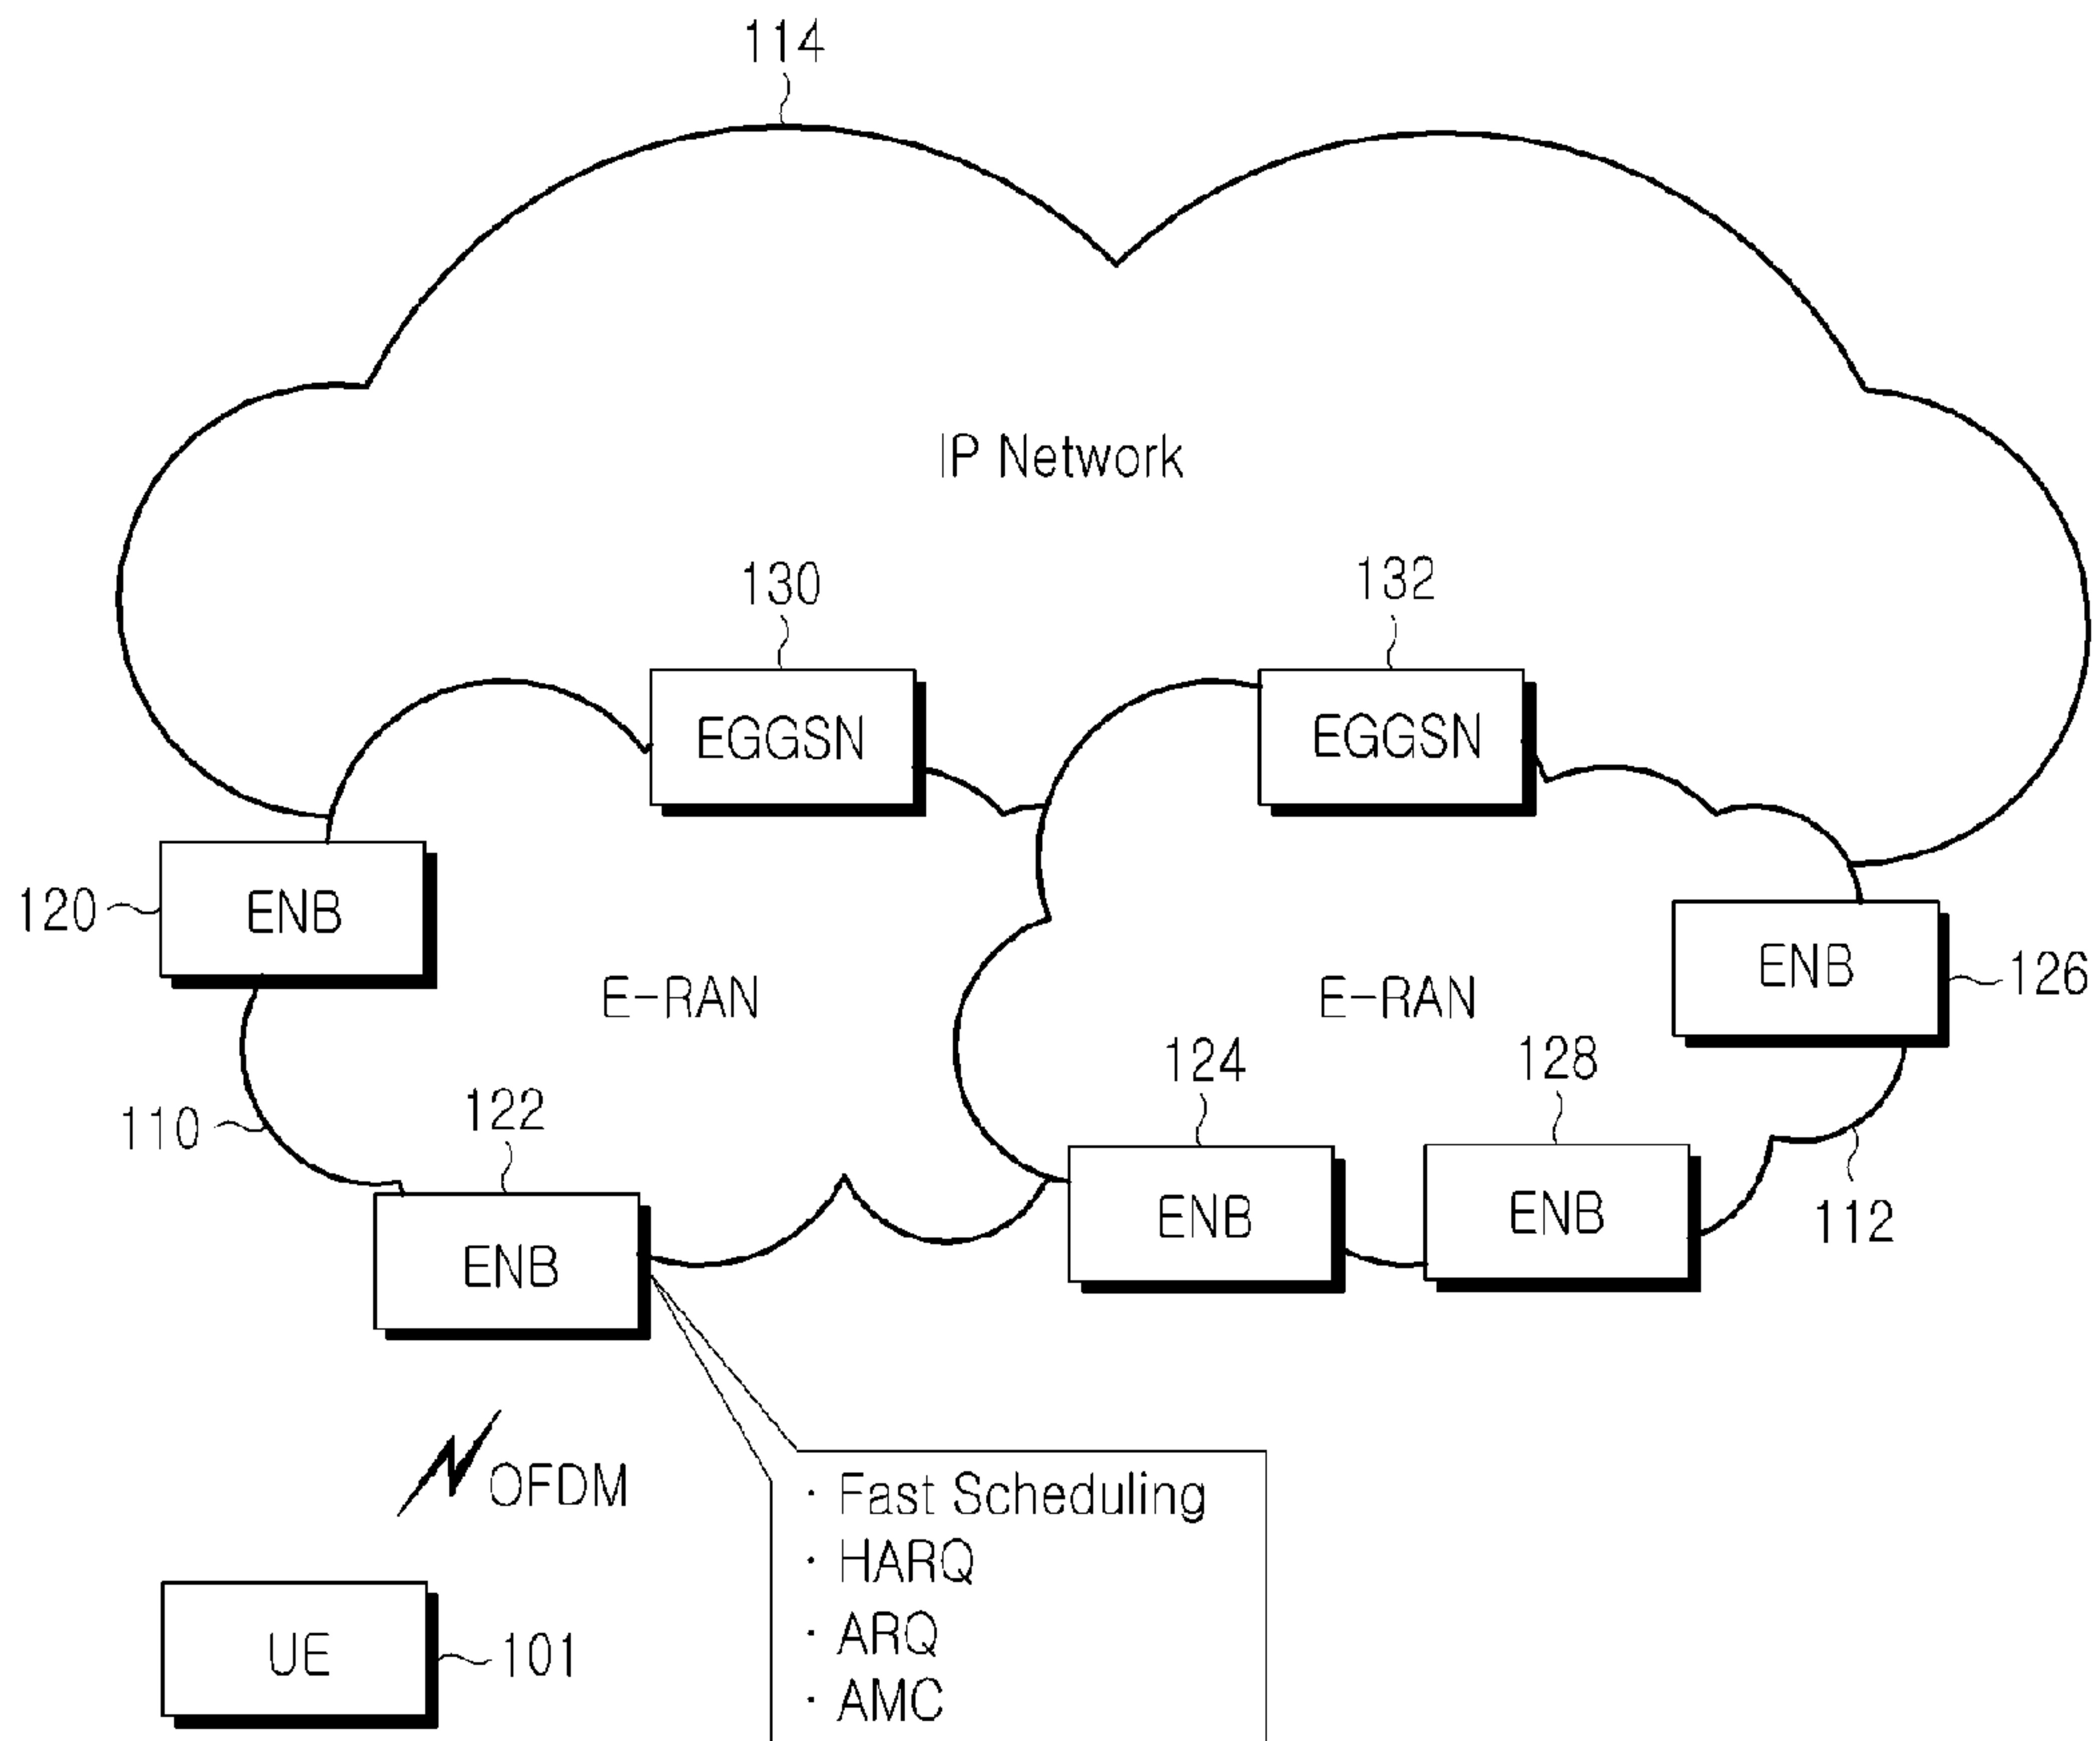 114
IP Network
130
132
EGGSN
EGGSN
120
ENB
ENB
126
E-RAN
E-RAN
124
128
110
122
ENB
ENB
112
ENB
OFDM
· Fast Scheduling
· HARQ
· ARQ
· AMC
UE
101